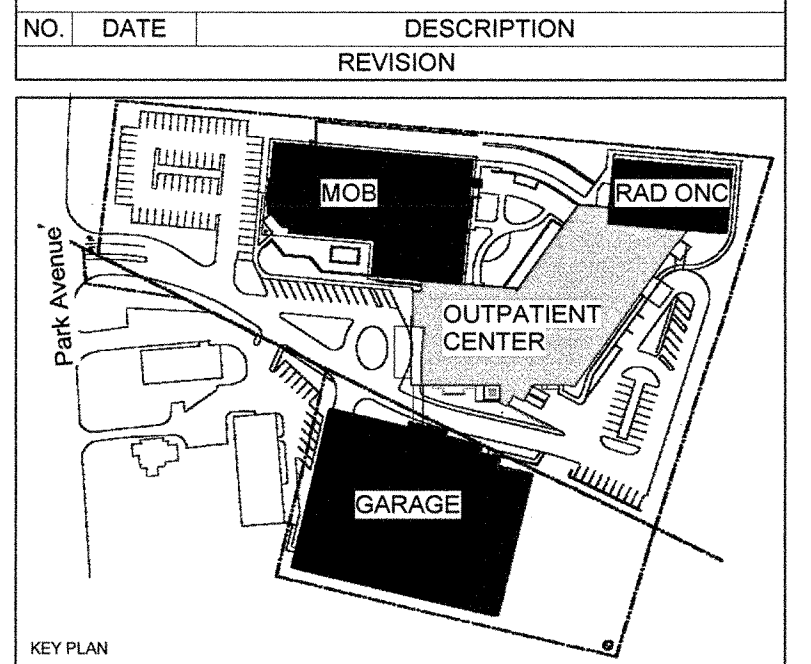 NO. DATE DESCRIPTION
REVISION
MOB
RAD ONC
Park Avenue'
OUTPATIENT
CENTER
GARAGE
KEY PLAN